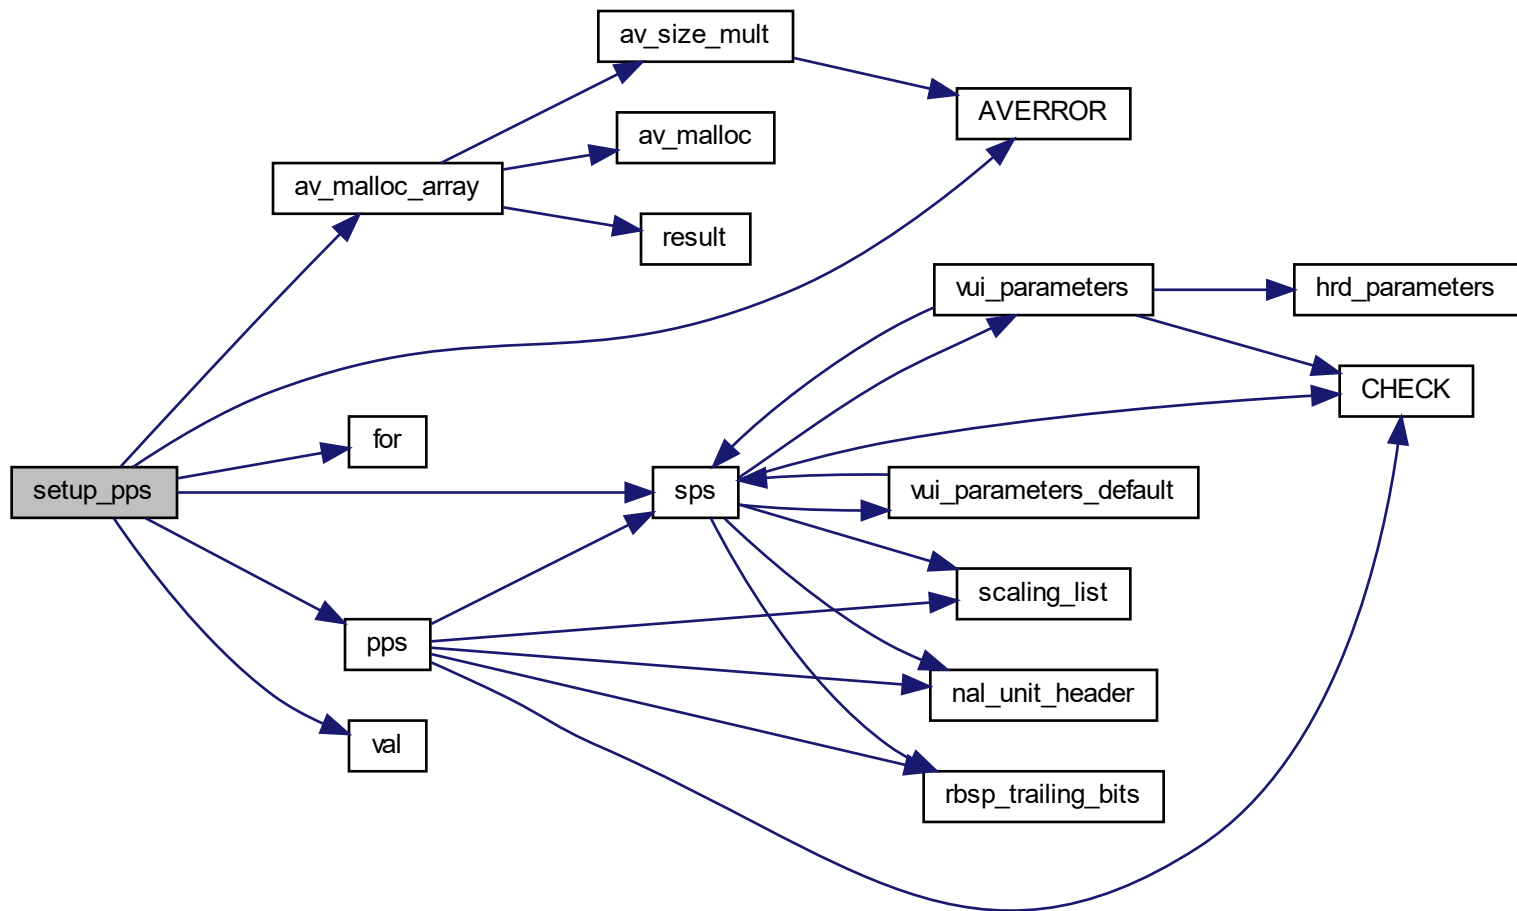 av_size_mult
AVERROR
av_malloc
av_malloc_array
result
vui_parameters
hrd_parameters
CHECK
for
setup_pps
sps
vui_parameters_default
scaling_list
pps
nal_unit_header
val
rbsp_trailing_bits